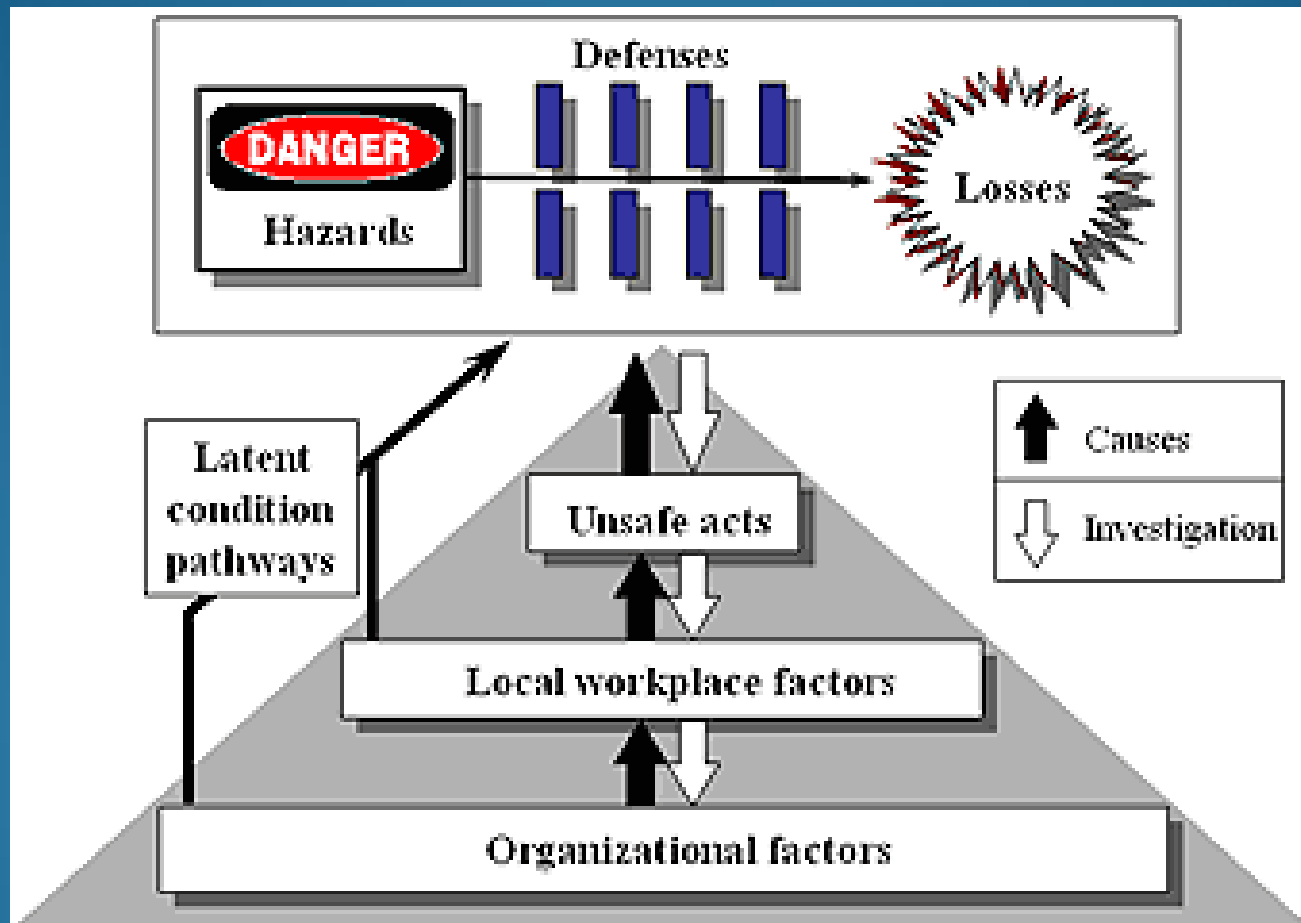 Defenses
DANGER
Hazards
Losses
Latent
condition
pathways
Causes
Investigation
Unsafe acts
Local workplace factors
Organizational factors